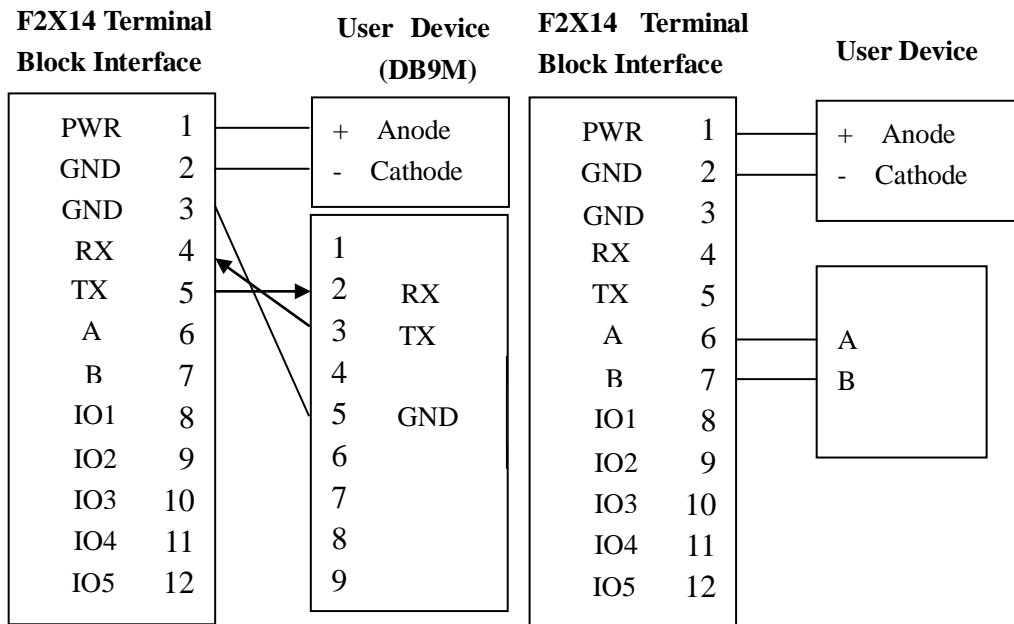 F2X14 Terminal
Block Interface
PWR 1
GND 2
GND 3
RX 4
TX 5
A 6
B 7
IO1 8
IO2 9
IO3 10
IO4 11
IO5 12
User Device
(DB9M)
+ Anode
- Cathode
1
2 RX
3 TX
4
5 GND
6
7
8
9
F2X14 Terminal
Block Interface
PWR 1
GND 2
GND 3
RX 4
TX 5
A 6
B 7
IO1 8
IO2 9
IO3 10
IO4 11
IO5 12
User Device
+ Anode
- Cathode
A
B